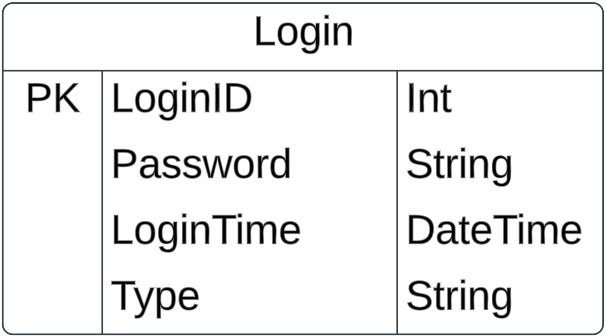 Login
PK LoginID Int
Password String
LoginTime DateTime
Type String